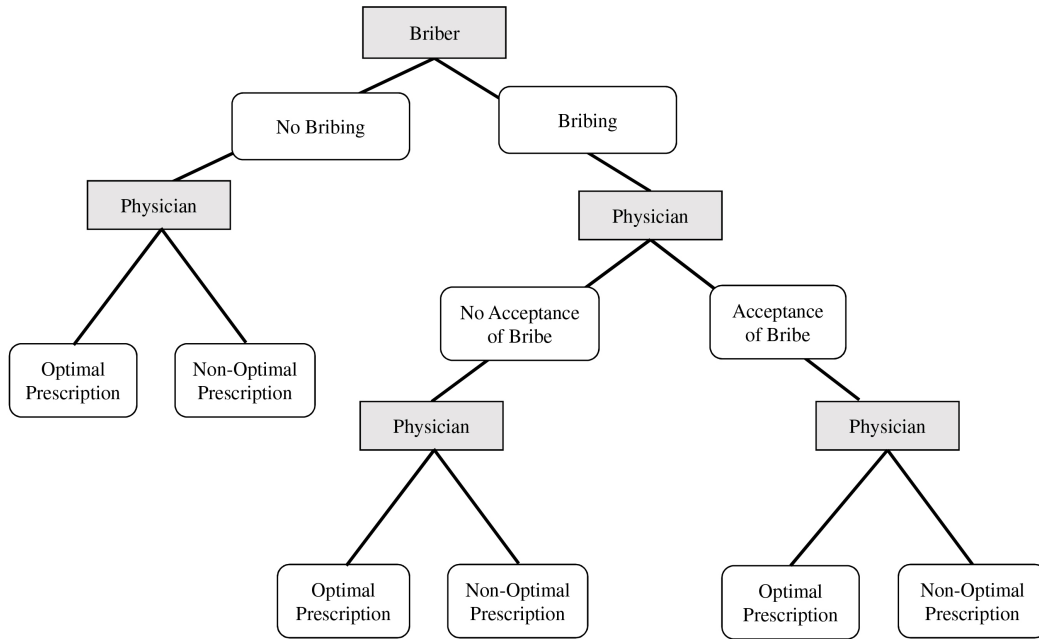 Briber
No Bribing
Bribing
Physician
Physician
No Acceptance
of Bribe
Acceptance
of Bribe
Optimal
Prescription
Non-Optimal
Prescription
Physician
Physician
Optimal
Prescription
Non-Optimal
Prescription
Optimal
Prescription
Non-Optimal
Prescription